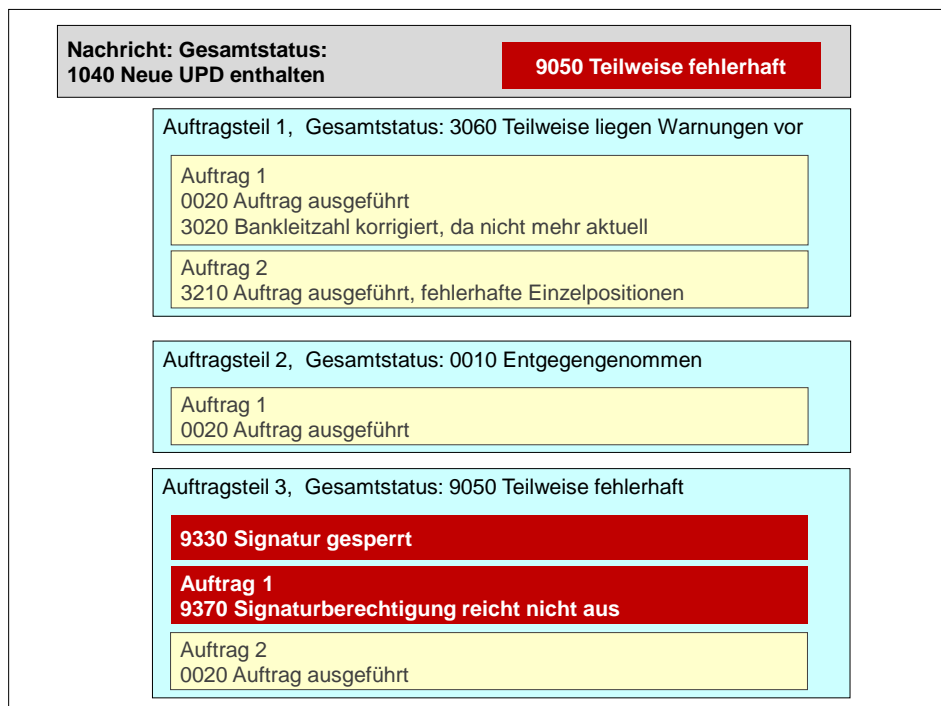 Nachricht: Gesamtstatus:
1040 Neue UPD enthalten
9050 Teilweise fehlerhaft
Auftragsteil 1, Gesamtstatus: 3060 Teilweise liegen Warnungen vor
Auftrag 1
0020 Auftrag ausgeführt
3020 Bankleitzahl korrigiert, da nicht mehr aktuell
Auftrag 2
3210 Auftrag ausgeführt, fehlerhafte Einzelpositionen
Auftragsteil 2, Gesamtstatus: 0010 Entgegengenommen
Auftrag 1
0020 Auftrag ausgeführt
Auftragsteil 3, Gesamtstatus: 9050 Teilweise fehlerhaft
9330 Signatur gesperrt
Auftrag 1
9370 Signaturberechtigung reicht nicht aus
Auftrag 2
0020 Auftrag ausgeführt